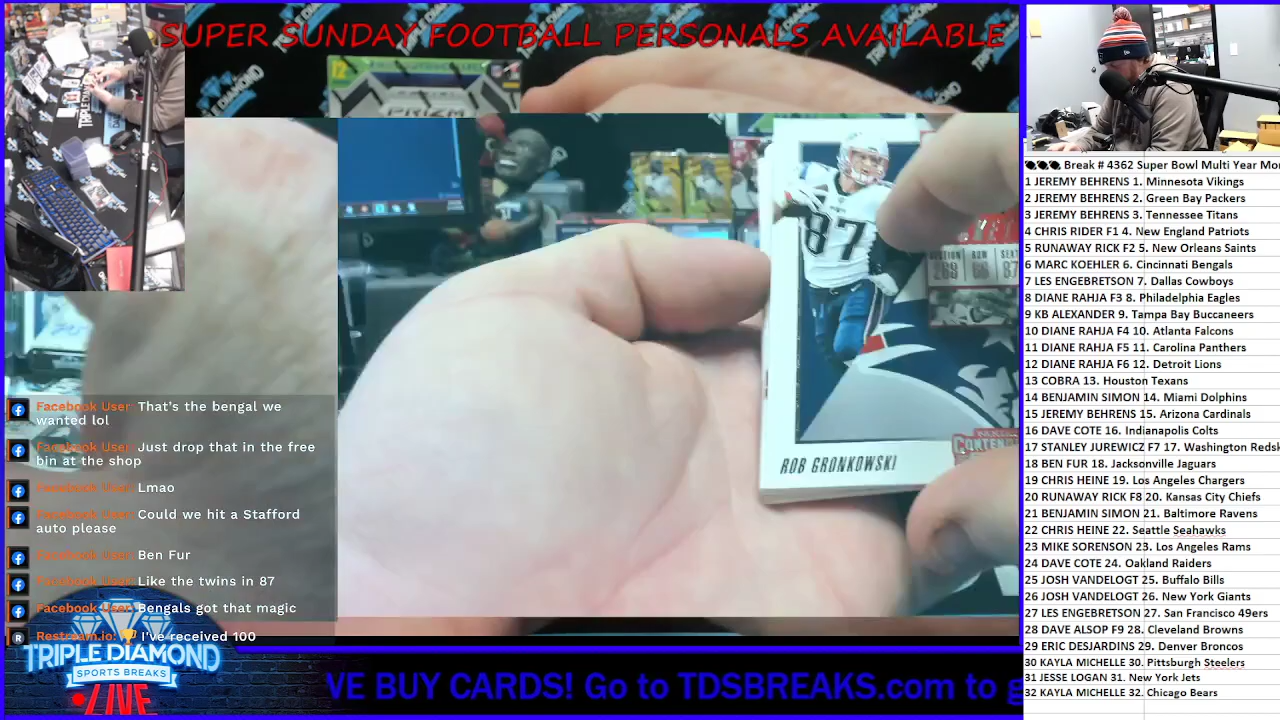 SUPER SUNDAY FOOTBALL PERSONALS AVAILABLE
PRIZM
87
289
ROB GRONKOWSKI
Facebook User: That's the bengal we
wanted lol
Facebook User: Just drop that in the free
bin at the shop
Facebook User: Lmao
Facebook User: Could we hit a Stafford
auto please
Facebook User: Ben Fur
Facebook User: Like the twins in 87
Facebook User: Bengals got that magic
Restream.io: 🏆 I've received 100
TRIPLE DIAMOND
SPORTS BREAKS
LIVE
VE BUY CARDS! Go to TDSBREAKS.com to g
Break # 4362 Super Bowl Multi Year Mo
1 JEREMY BEHRENS 1. Minnesota Vikings
2 JEREMY BEHRENS 2. Green Bay Packers
3 JEREMY BEHRENS 3. Tennessee Titans
4 CHRIS RIDER F1 4. New England Patriots
5 RUNAWAY RICK F2 5. New Orleans Saints
6 MARC KOEHLER 6. Cincinnati Bengals
7 LES ENGEBRETSON 7. Dallas Cowboys
8 DIANE RAHJA F3 8. Philadelphia Eagles
9 KB ALEXANDER 9. Tampa Bay Buccaneers
10 DIANE RAHJA F4 10. Atlanta Falcons
11 DIANE RAHJA F5 11. Carolina Panthers
12 DIANE RAHJA F6 12. Detroit Lions
13 COBRA 13. Houston Texans
14 BENJAMIN SIMON 14. Miami Dolphins
15 JEREMY BEHRENS 15. Arizona Cardinals
16 DAVE COTE 16. Indianapolis Colts
17 STANLEY JUREWICZ F7 17. Washington Redsk
18 BEN FUR 18. Jacksonville Jaguars
19 CHRIS HEINE 19. Los Angeles Chargers
20 RUNAWAY RICK F8 20. Kansas City Chiefs
21 BENJAMIN SIMON 21. Baltimore Ravens
22 CHRIS HEINE 22. Seattle Seahawks
23 MIKE SORENSON 23. Los Angeles Rams
24 DAVE COTE 24. Oakland Raiders
25 JOSH VANDELOGT 25. Buffalo Bills
26 JOSH VANDELOGT 26. New York Giants
27 LES ENGEBRETSON 27. San Francisco 49ers
28 DAVE ALSOP F9 28. Cleveland Browns
29. Denver Broncos
30 KAYLA MICHELLE 30. Pittsburgh Steelers
31 JESSE LOGAN 31. New York Jets
32 KAYLA MICHELLE 32. Chicago Bears